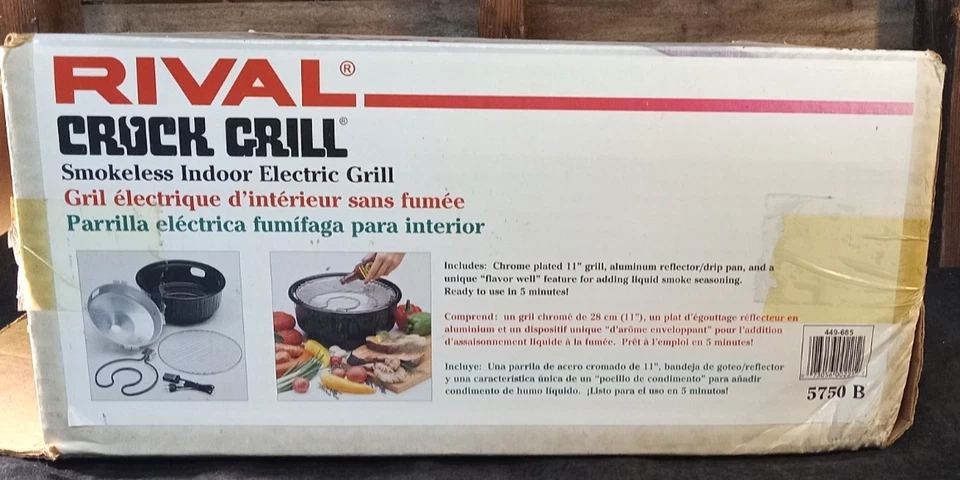 RIVAL®
CROCK GRILL®
Smokeless Indoor Electric Grill
Gril électrique d'intérieur sans fumée
Parrilla eléctrica fumífaga para interior
Includes: Chrome plated 11" grill, aluminum reflector/drip pan, and a
unique "flavor well" feature for adding liquid smoke seasoning.
Ready to use in 5 minutes!
Comprend: un gril chromé de 28 cm (11"), un plat d'égouttage réflecteur en
aluminium et un dispositif unique "d'arôme enveloppant" pour l'addition
d'assaisonnement liquide à la fumée. Prêt à l'emploi en 5 minutes!
Incluye: Una parrilla de acero cromado de 11", bandeja de goteo/reflector
y una característica única de un "pocillo de condimento" para añadir
condimento de humo líquido. ¡Listo para el uso en 5 minutos!
449-685
5750 B